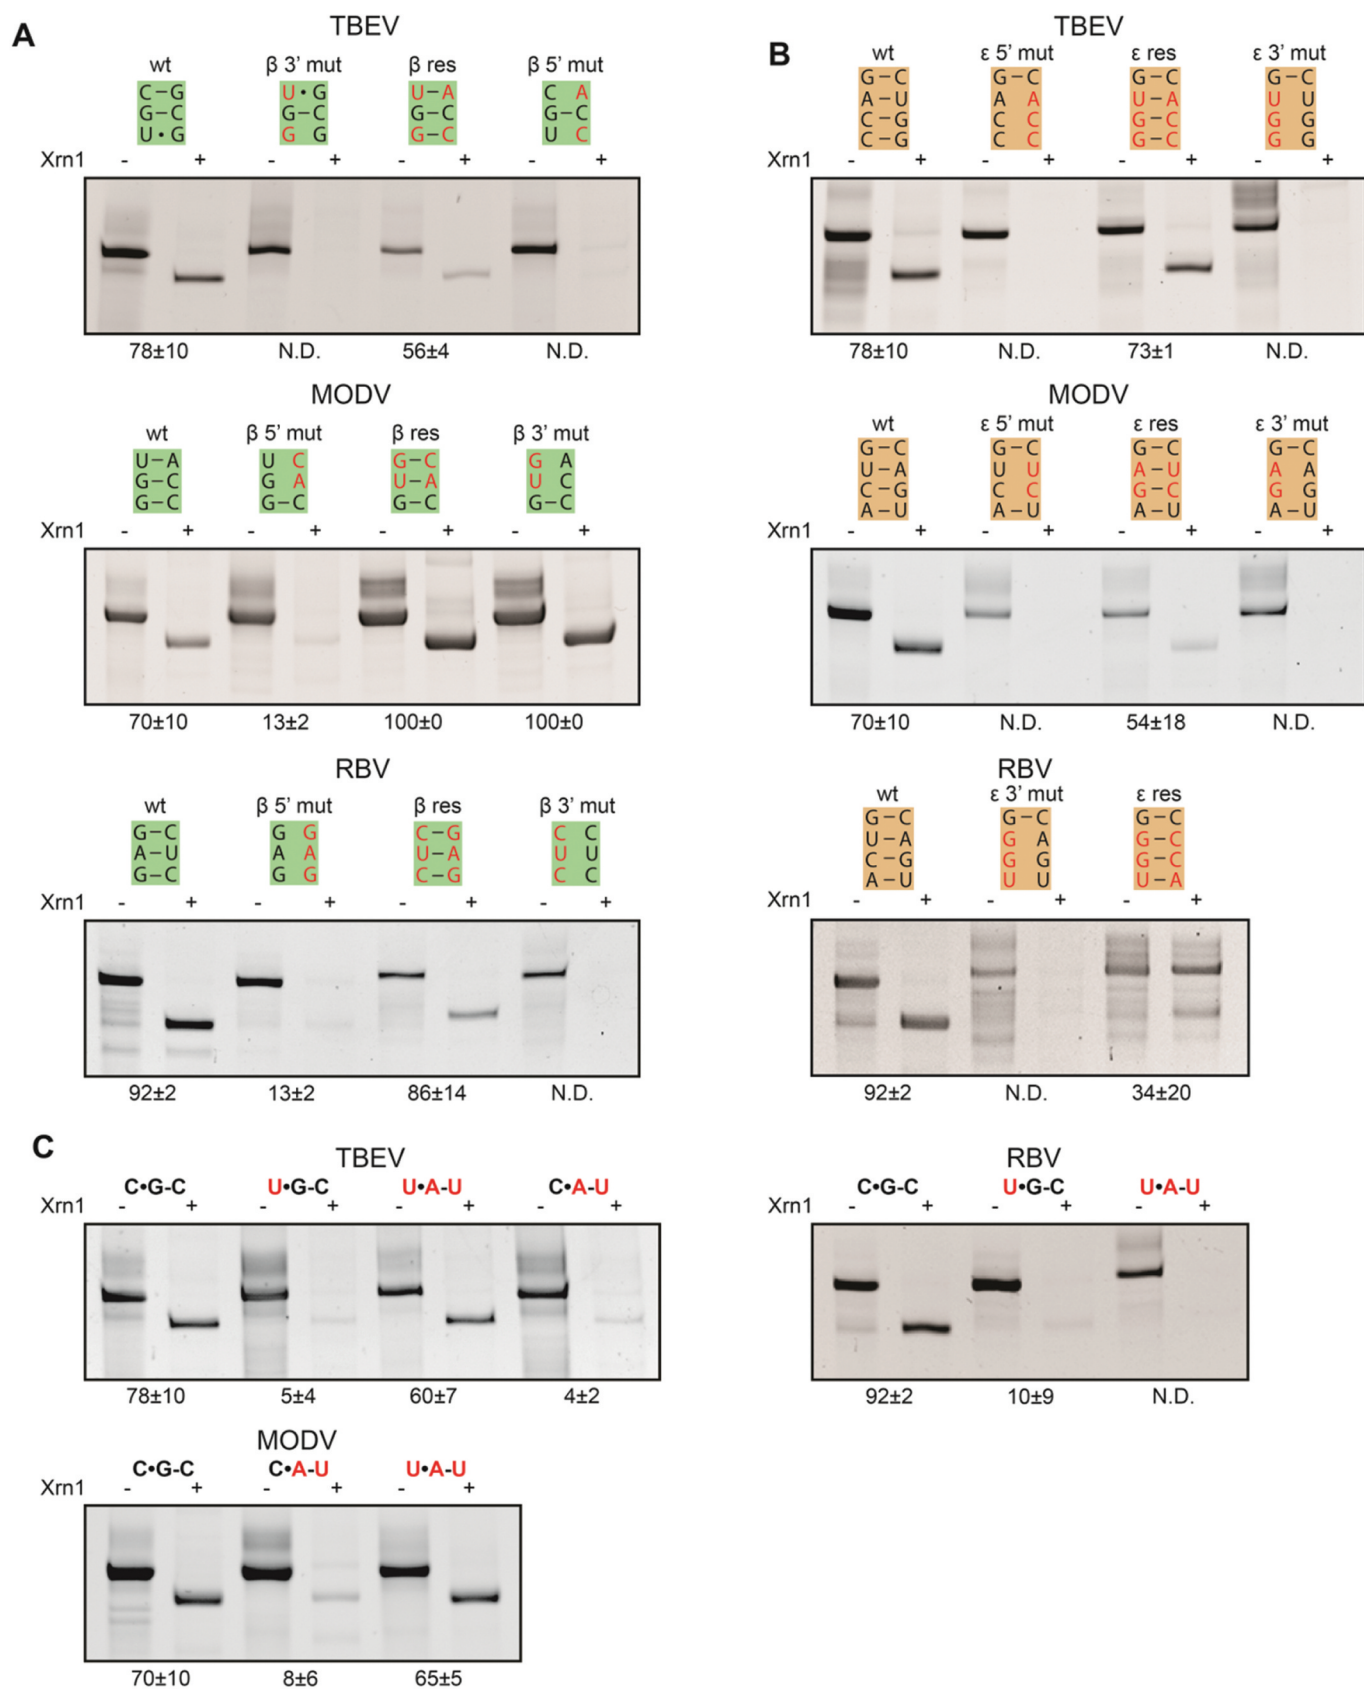 A
TBEV
wt β 3' mut β res β 5' mut
C–G U•G U–A C A
G–C G–C G–C G–C
U•G G G G–C U C
Xrn1 - + - + - + - +
78±10 N.D. 56±4 N.D.
MODV
wt β 5' mut β res β 3' mut
U–A U C G–C G A
G–C G A U–A U C
G–C G–C G–C G–C
Xrn1 - + - + - + - +
70±10 13±2 100±0 100±0
RBV
wt β 5' mut β res β 3' mut
G–C G G C–G C C
A–U A A U–A U U
G–C G G C–G C C
Xrn1 - + - + - + - +
92±2 13±2 86±14 N.D.
B
TBEV
wt ε 5' mut ε res ε 3' mut
G–C G–C G–C G–C
A–U A A U–A U U
C–G C C G–C G G
C–G C C G–C G G
Xrn1 - + - + - + - +
78±10 N.D. 73±1 N.D.
MODV
wt ε 5' mut ε res ε 3' mut
G–C G–C G–C G–C
U–A U U A–U A A
C–G C C G–C G G
A–U A–U A–U A–U
Xrn1 - + - + - + - +
70±10 N.D. 54±18 N.D.
RBV
wt ε 3' mut ε res
G–C G–C G–C
U–A G A G–C
C–G G G G–C
A–U U U U–A
Xrn1 - + - + - +
92±2 N.D. 34±20
C
TBEV
C•G-C U•G-C U•A-U C•A-U
Xrn1 - + - + - + - +
78±10 5±4 60±7 4±2
RBV
C•G-C U•G-C U•A-U
Xrn1 - + - + - +
92±2 10±9 N.D.
MODV
C•G-C C•A-U U•A-U
Xrn1 - + - + - +
70±10 8±6 65±5